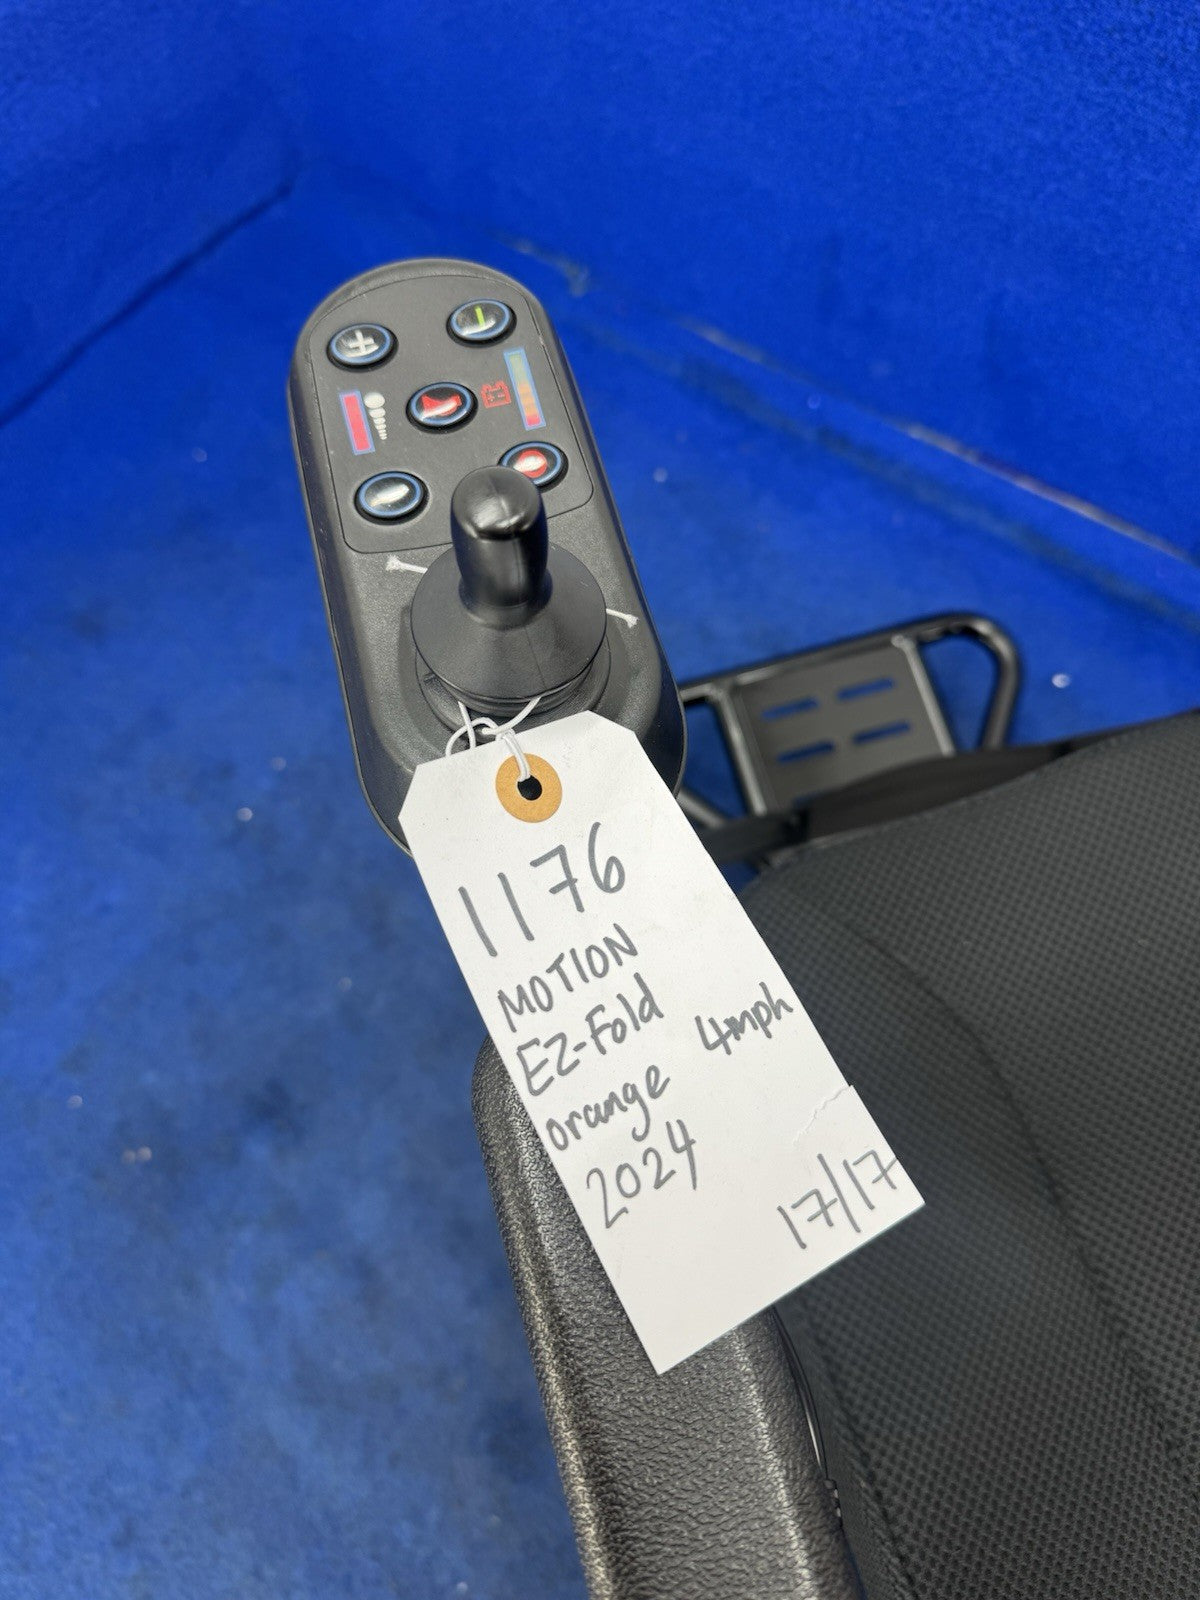 1176
MOTION
EZ-Fold 4mph
orange
2024
17/17